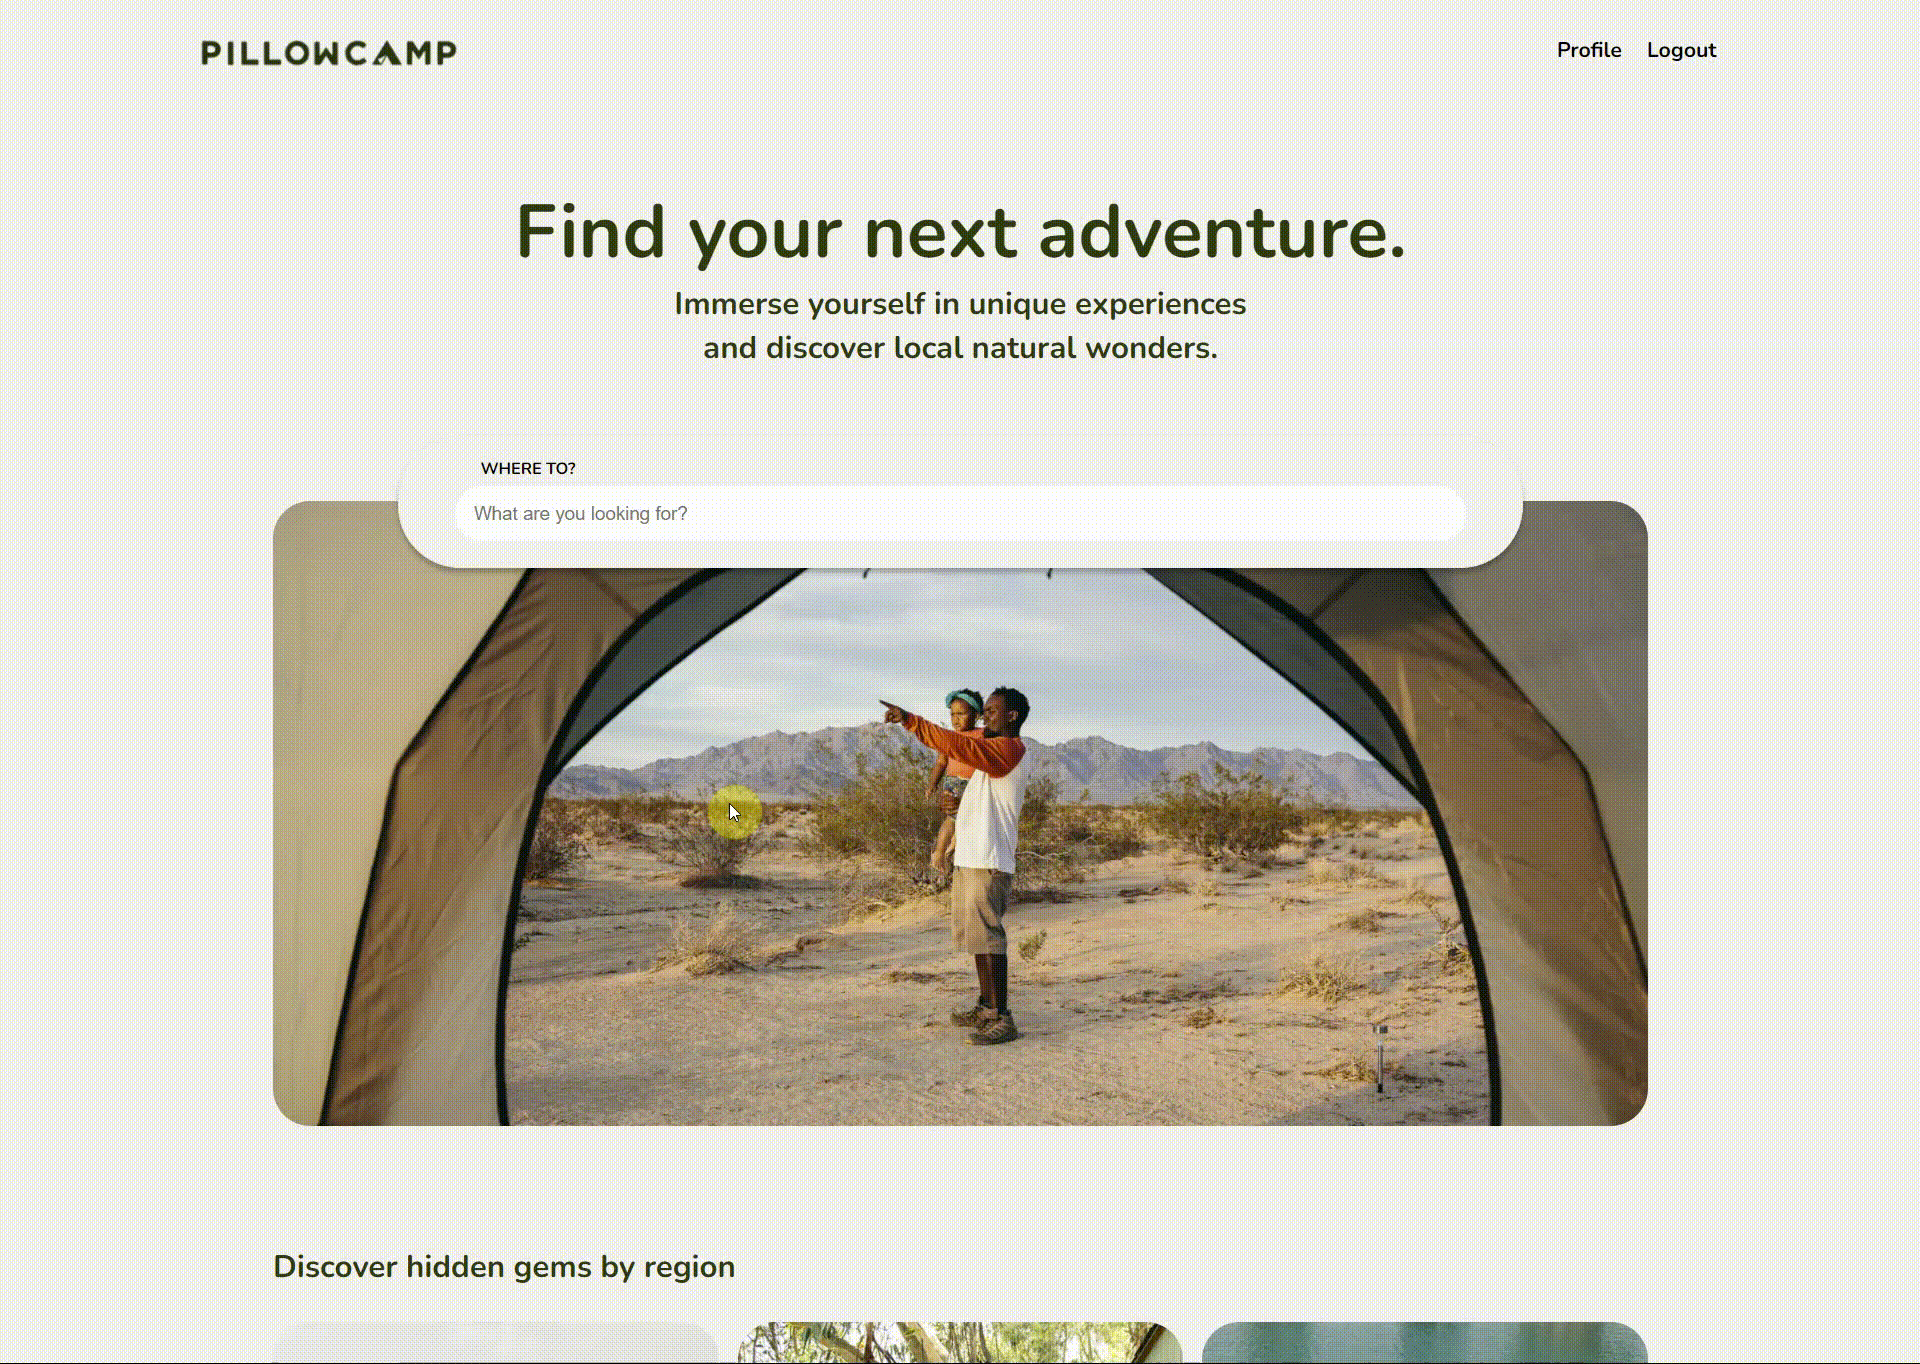 PILLOWCAMP
Profile Logout
Find your next adventure.
Immerse yourself in unique experiences
and discover local natural wonders.
WHERE TO?
What are you looking for?
Discover hidden gems by region